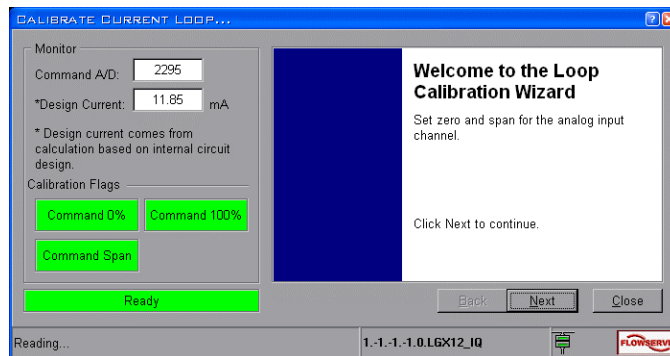 CALIBRATE CURRENT LOOP...
Monitor
Command A/D: 2295
*Design Current: 11.85 mA
* Design current comes from
calculation based on internal circuit
design.
Calibration Flags
Command 0% Command 100%
Command Span
Ready
Welcome to the Loop
Calibration Wizard
Set zero and span for the analog input
channel.
Click Next to continue.
Back Next Close
Reading... 1.-1.-1.-1.0.LGX12_IQ FLOWSERVE